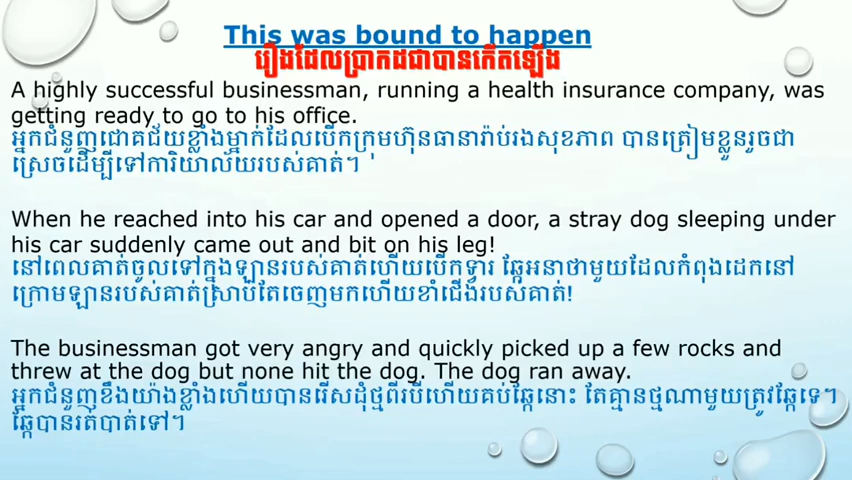 This was bound to happen
រឿងដែលប្រាកដជាបានកើតឡើង
A highly successful businessman, running a health insurance company, was
getting ready to go to his office.
អ្នកជំនួញជោគជ័យខ្លាំងម្នាក់ដែលបើកក្រុមហ៊ុនធានារ៉ាប់រងសុខភាព បានត្រៀមខ្លួនរួចជា
ស្រេចដើម្បីទៅការិយាល័យរបស់គាត់។
When he reached into his car and opened a door, a stray dog sleeping under
his car suddenly came out and bit on his leg!
នៅពេលគាត់ចូលទៅក្នុងឡានរបស់គាត់ហើយបើកទ្វារ ឆ្កែអនាថាមួយដែលកំពុងដេកនៅ
ក្រោមឡានរបស់គាត់ស្រាប់តែចេញមកហើយខាំជើងរបស់គាត់!
The businessman got very angry and quickly picked up a few rocks and
threw at the dog but none hit the dog. The dog ran away.
អ្នកជំនួញខឹងយ៉ាងខ្លាំងហើយបានរើសដុំថ្មពីរបីហើយគប់ឆ្កែនោះ តែគ្មានថ្មណាមួយត្រូវឆ្កែទេ។
ឆ្កែបានរត់បាត់ទៅ។